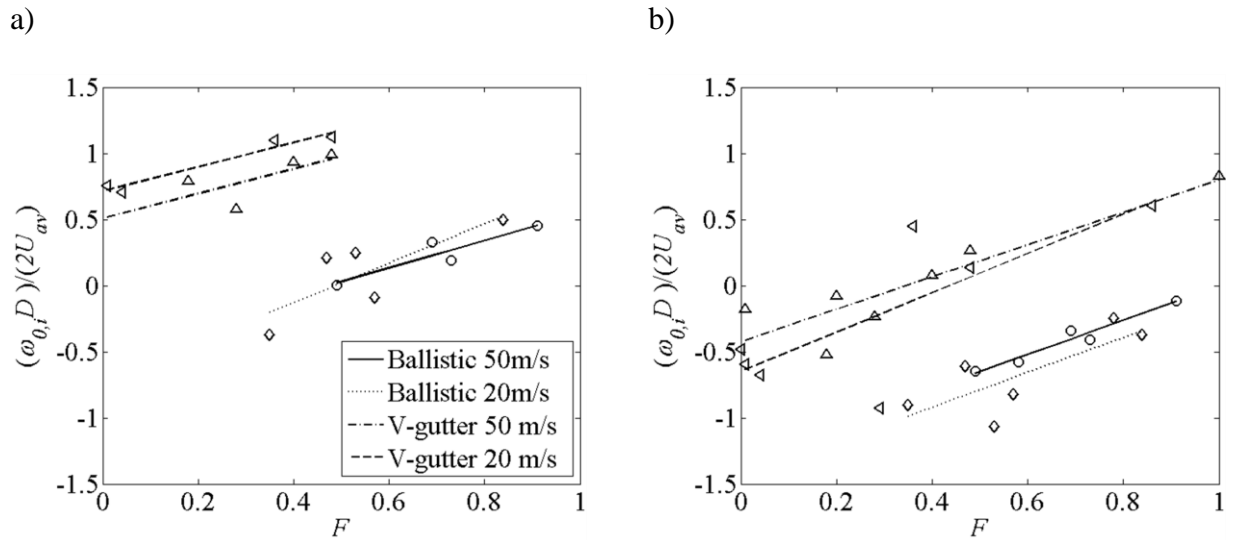 a)
1.5
1
0.5
0
-0.5
-1
-1.5
(ω0,iD)/(2Uav)
0 0.2 0.4 0.6 0.8 1
F
Ballistic 50m/s
Ballistic 20m/s
V-gutter 50 m/s
V-gutter 20 m/s
b)
1.5
1
0.5
0
-0.5
-1
-1.5
(ω0,iD)/(2Uav)
0 0.2 0.4 0.6 0.8 1
F